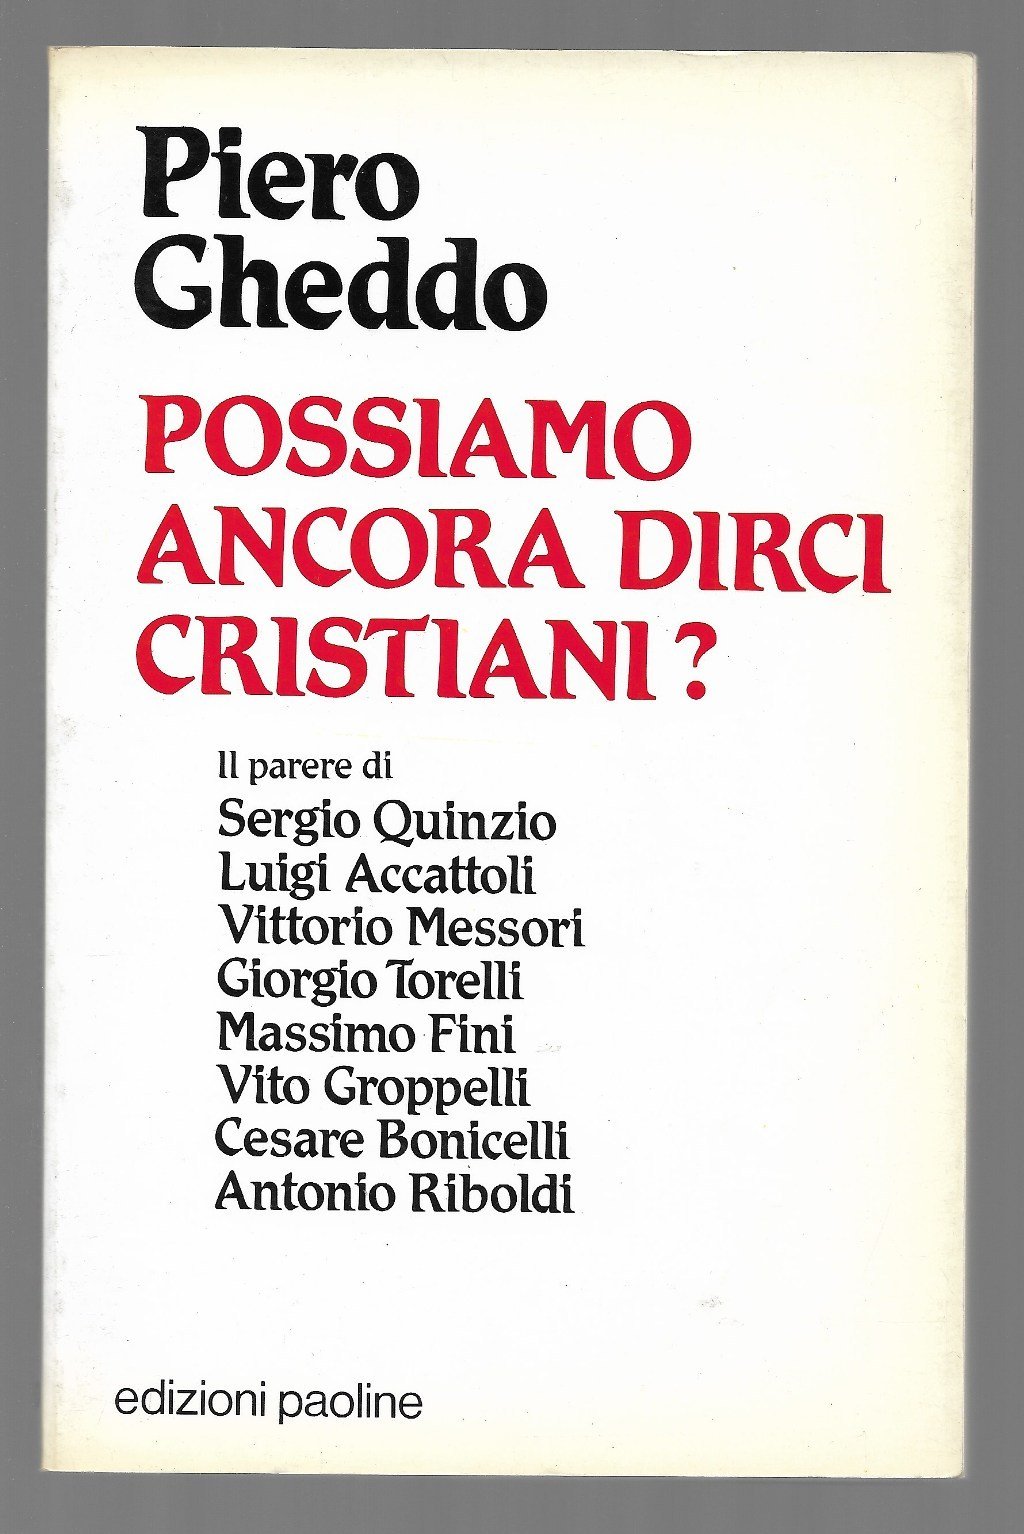 Piero
Gheddo
POSSIAMO
ANCORA DIRCI
CRISTIANI?
Il parere di
Sergio Quinzio
Luigi Accattoli
Vittorio Messori
Giorgio Torelli
Massimo Fini
Vito Groppelli
Cesare Bonicelli
Antonio Riboldi
edizioni paoline